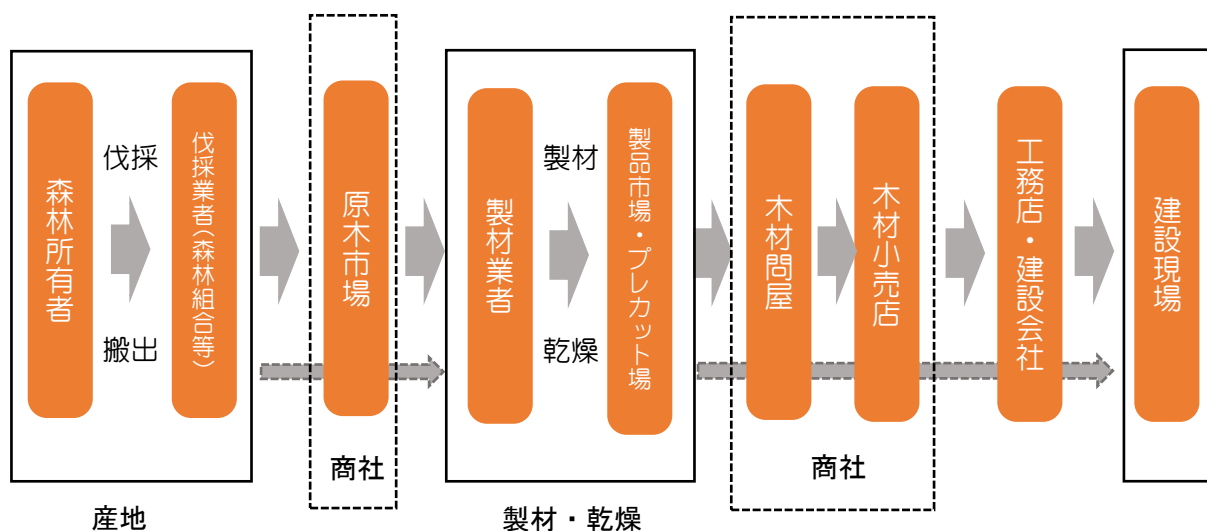 森林所有者
伐採
搬出
伐採業者（森林組合等）
原木市場
商社
製材業者
製材
乾燥
製品市場・プレカット場
木材問屋
木材小売店
商社
工務店・建設会社
建設現場
産地
製材・乾燥